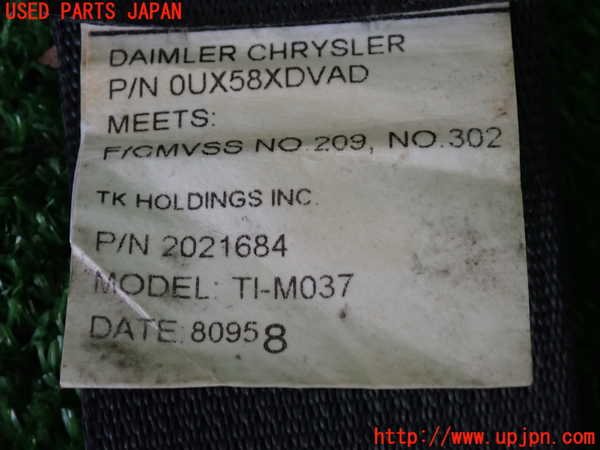 USED PARTS JAPAN
DAIMLER CHRYSLER
P/N 0UX58XDVAD
MEETS:
F/CMVSS NO.209, NO.302
TK HOLDINGS INC.
P/N 2021684
MODEL: TI-M037
DATE: 80958
http://www.upjpn.com/